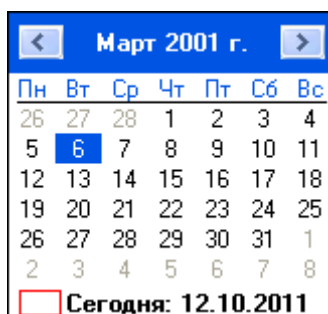 Март 2001 г.
Пн Вт Ср Чт Пт Сб Вс
26 27 28 1 2 3 4
5 6 7 8 9 10 11
12 13 14 15 16 17 18
19 20 21 22 23 24 25
26 27 28 29 30 31 1
2 3 4 5 6 7 8
Сегодня: 12.10.2011